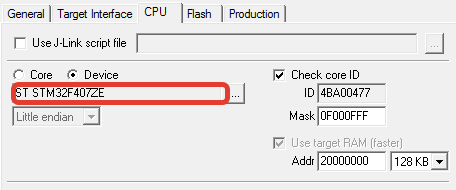 General Target Interface CPU Flash Production
Use J-Link script file ...
Core Device
ST STM32F407ZE ...
Little endian
Check core ID
ID 4BA00477
Mask 0F000FFF
Use target RAM (faster)
Addr 20000000 128 KB